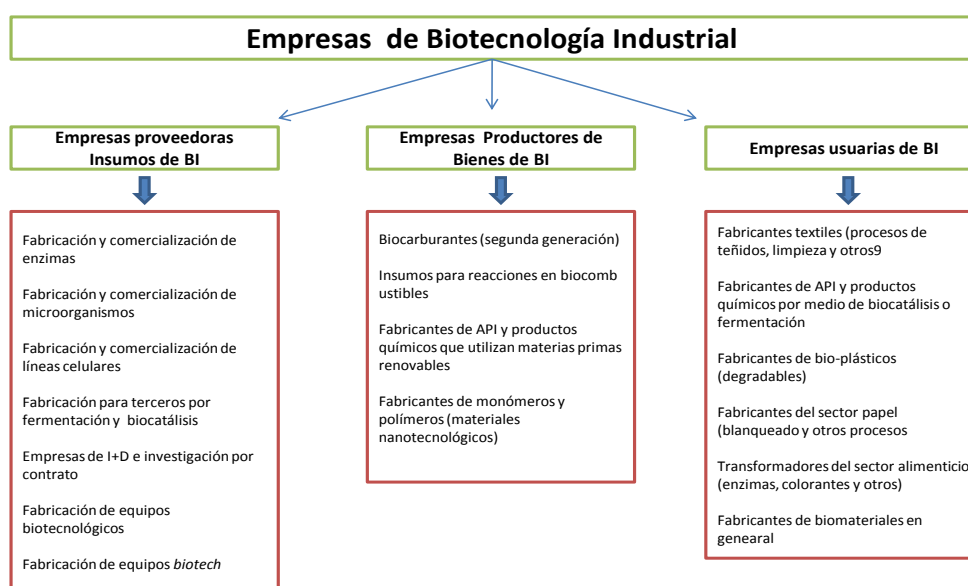 Empresas de Biotecnología Industrial
Empresas proveedoras
Insumos de BI
Fabricación y comercialización de
enzimas
Fabricación y comercialización de
microorganismos
Fabricación y comercialización de
líneas celulares
Fabricación para terceros por
fermentación y biocatálisis
Empresas de I+D e investigación por
contrato
Fabricación de equipos
biotecnológicos
Fabricación de equipos biotech
Empresas Productores de
Bienes de BI
Biocarburantes (segunda generación)
Insumos para reacciones en biocomb
ustibles
Fabricantes de API y productos
químicos que utilizan materias primas
renovables
Fabricantes de monómeros y
polímeros (materiales
nanotecnológicos)
Empresas usuarias de BI
Fabricantes textiles (procesos de
teñidos, limpieza y otros9
Fabricantes de API y productos
químicos por medio de biocatálisis o
fermentación
Fabricantes de bio-plásticos
(degradables)
Fabricantes del sector papel
(blanqueado y otros procesos
Transformadores del sector alimenticio
(enzimas, colorantes y otros)
Fabricantes de biomateriales en
genearal